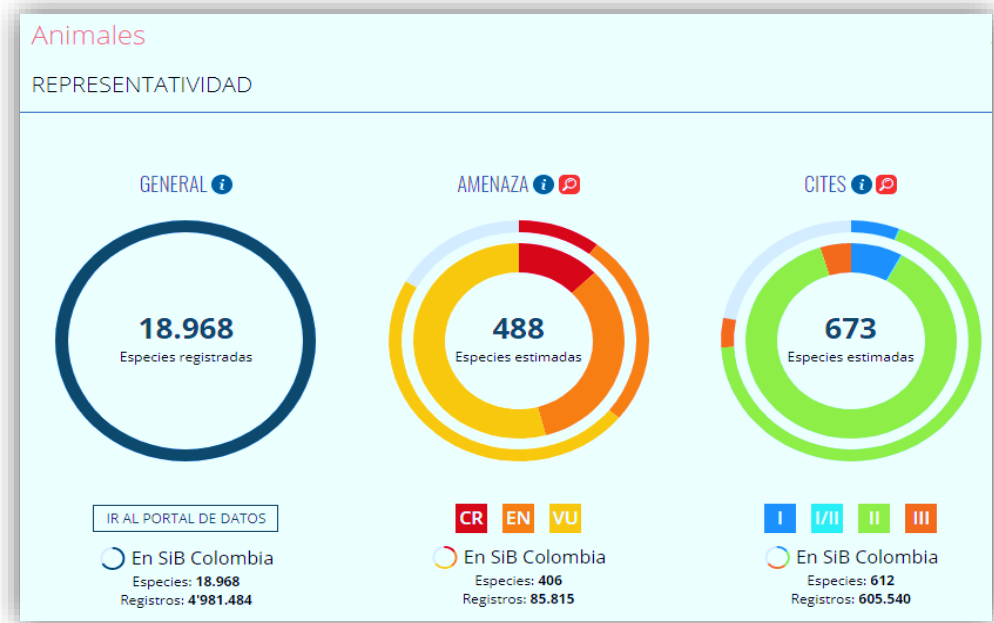 Animales
REPRESENTATIVIDAD
GENERAL i
AMENAZA i
CITES i
18.968
Especies registradas
488
Especies estimadas
673
Especies estimadas
IR AL PORTAL DE DATOS
CR EN VU
I I/II II III
En SiB Colombia
Especies: 18.968
Registros: 4'981.484
En SiB Colombia
Especies: 406
Registros: 85.815
En SiB Colombia
Especies: 612
Registros: 605.540